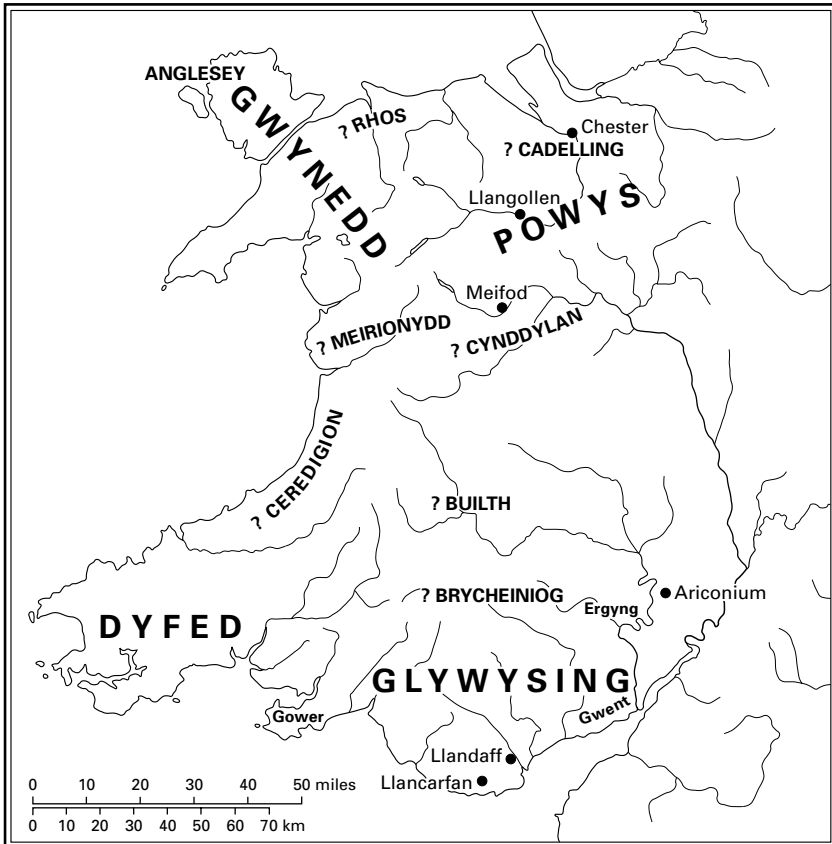 ANGLESEY
GWYNEDD
? RHOS
Chester
? CADELLING
Llangollen
POWYS
Meifod
? MEIRIONYDD
? CYNDDYLAN
? CEREDIGION
? BUILTH
? BRYCHEINIOG
Ergyng
Ariconium
DYFED
GLYWYSING
Gwent
Gower
Llandaff
Llancarfan
0 10 20 30 40 50 miles
0 10 20 30 40 50 60 70 km